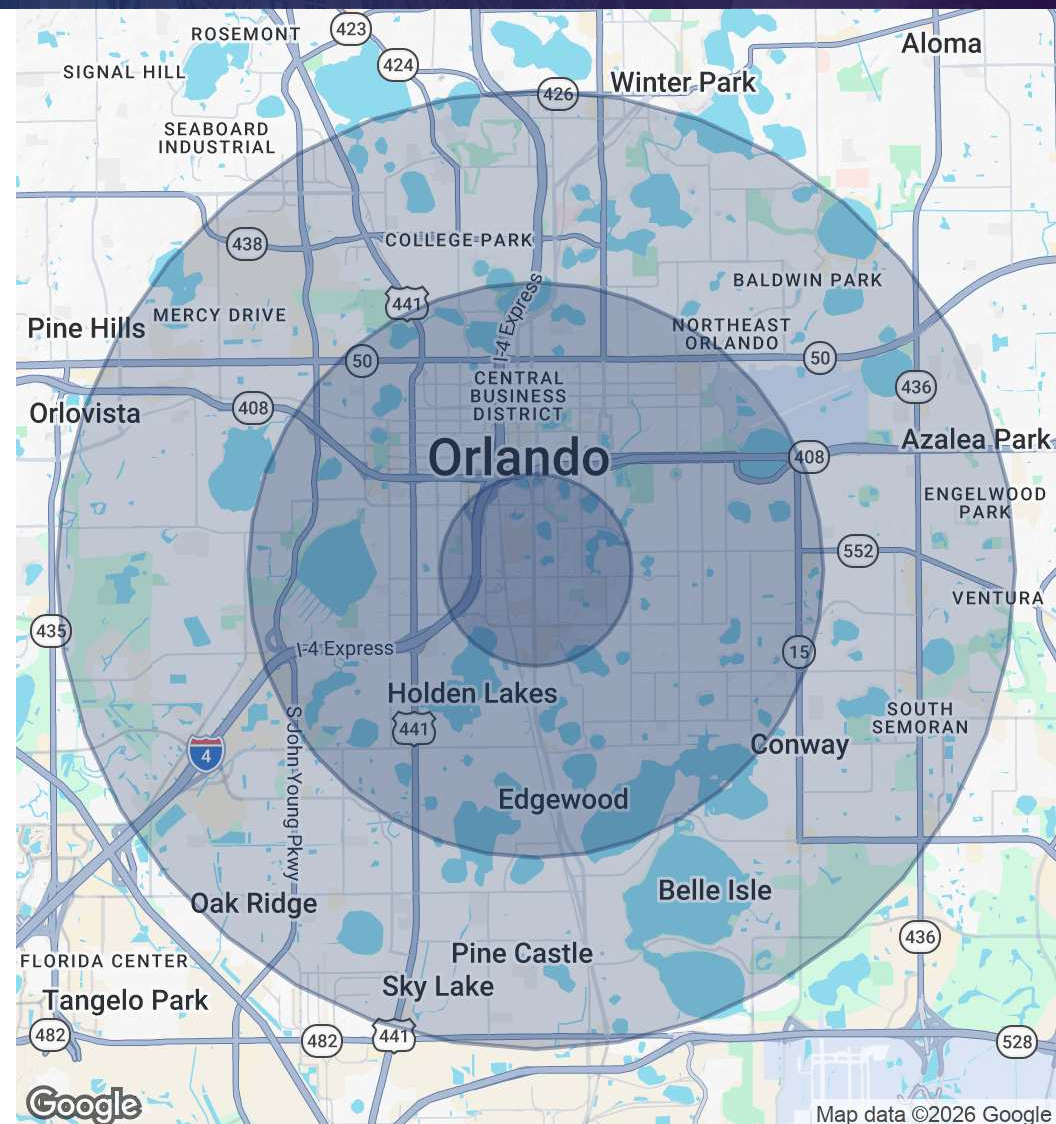 ROSEMONT
423
Aloma
424
SIGNAL HILL
Winter Park
426
SEABOARD
INDUSTRIAL
438
COLLEGE PARK
BALDWIN PARK
441
I-4 Express
MERCY DRIVE
Pine Hills
NORTHEAST
ORLANDO
50
50
CENTRAL
BUSINESS
DISTRICT
436
408
Orlovista
Orlando
408
Azalea Park
ENGELWOOD
PARK
552
VENTURA
435
I-4 Express
15
Holden Lakes
441
SOUTH
SEMORAN
4
S John Young Pkwy
Conway
Edgewood
Oak Ridge
Belle Isle
436
FLORIDA CENTER
Pine Castle
Sky Lake
Tangelo Park
482
482
441
528
Google
Map data ©2026 Google